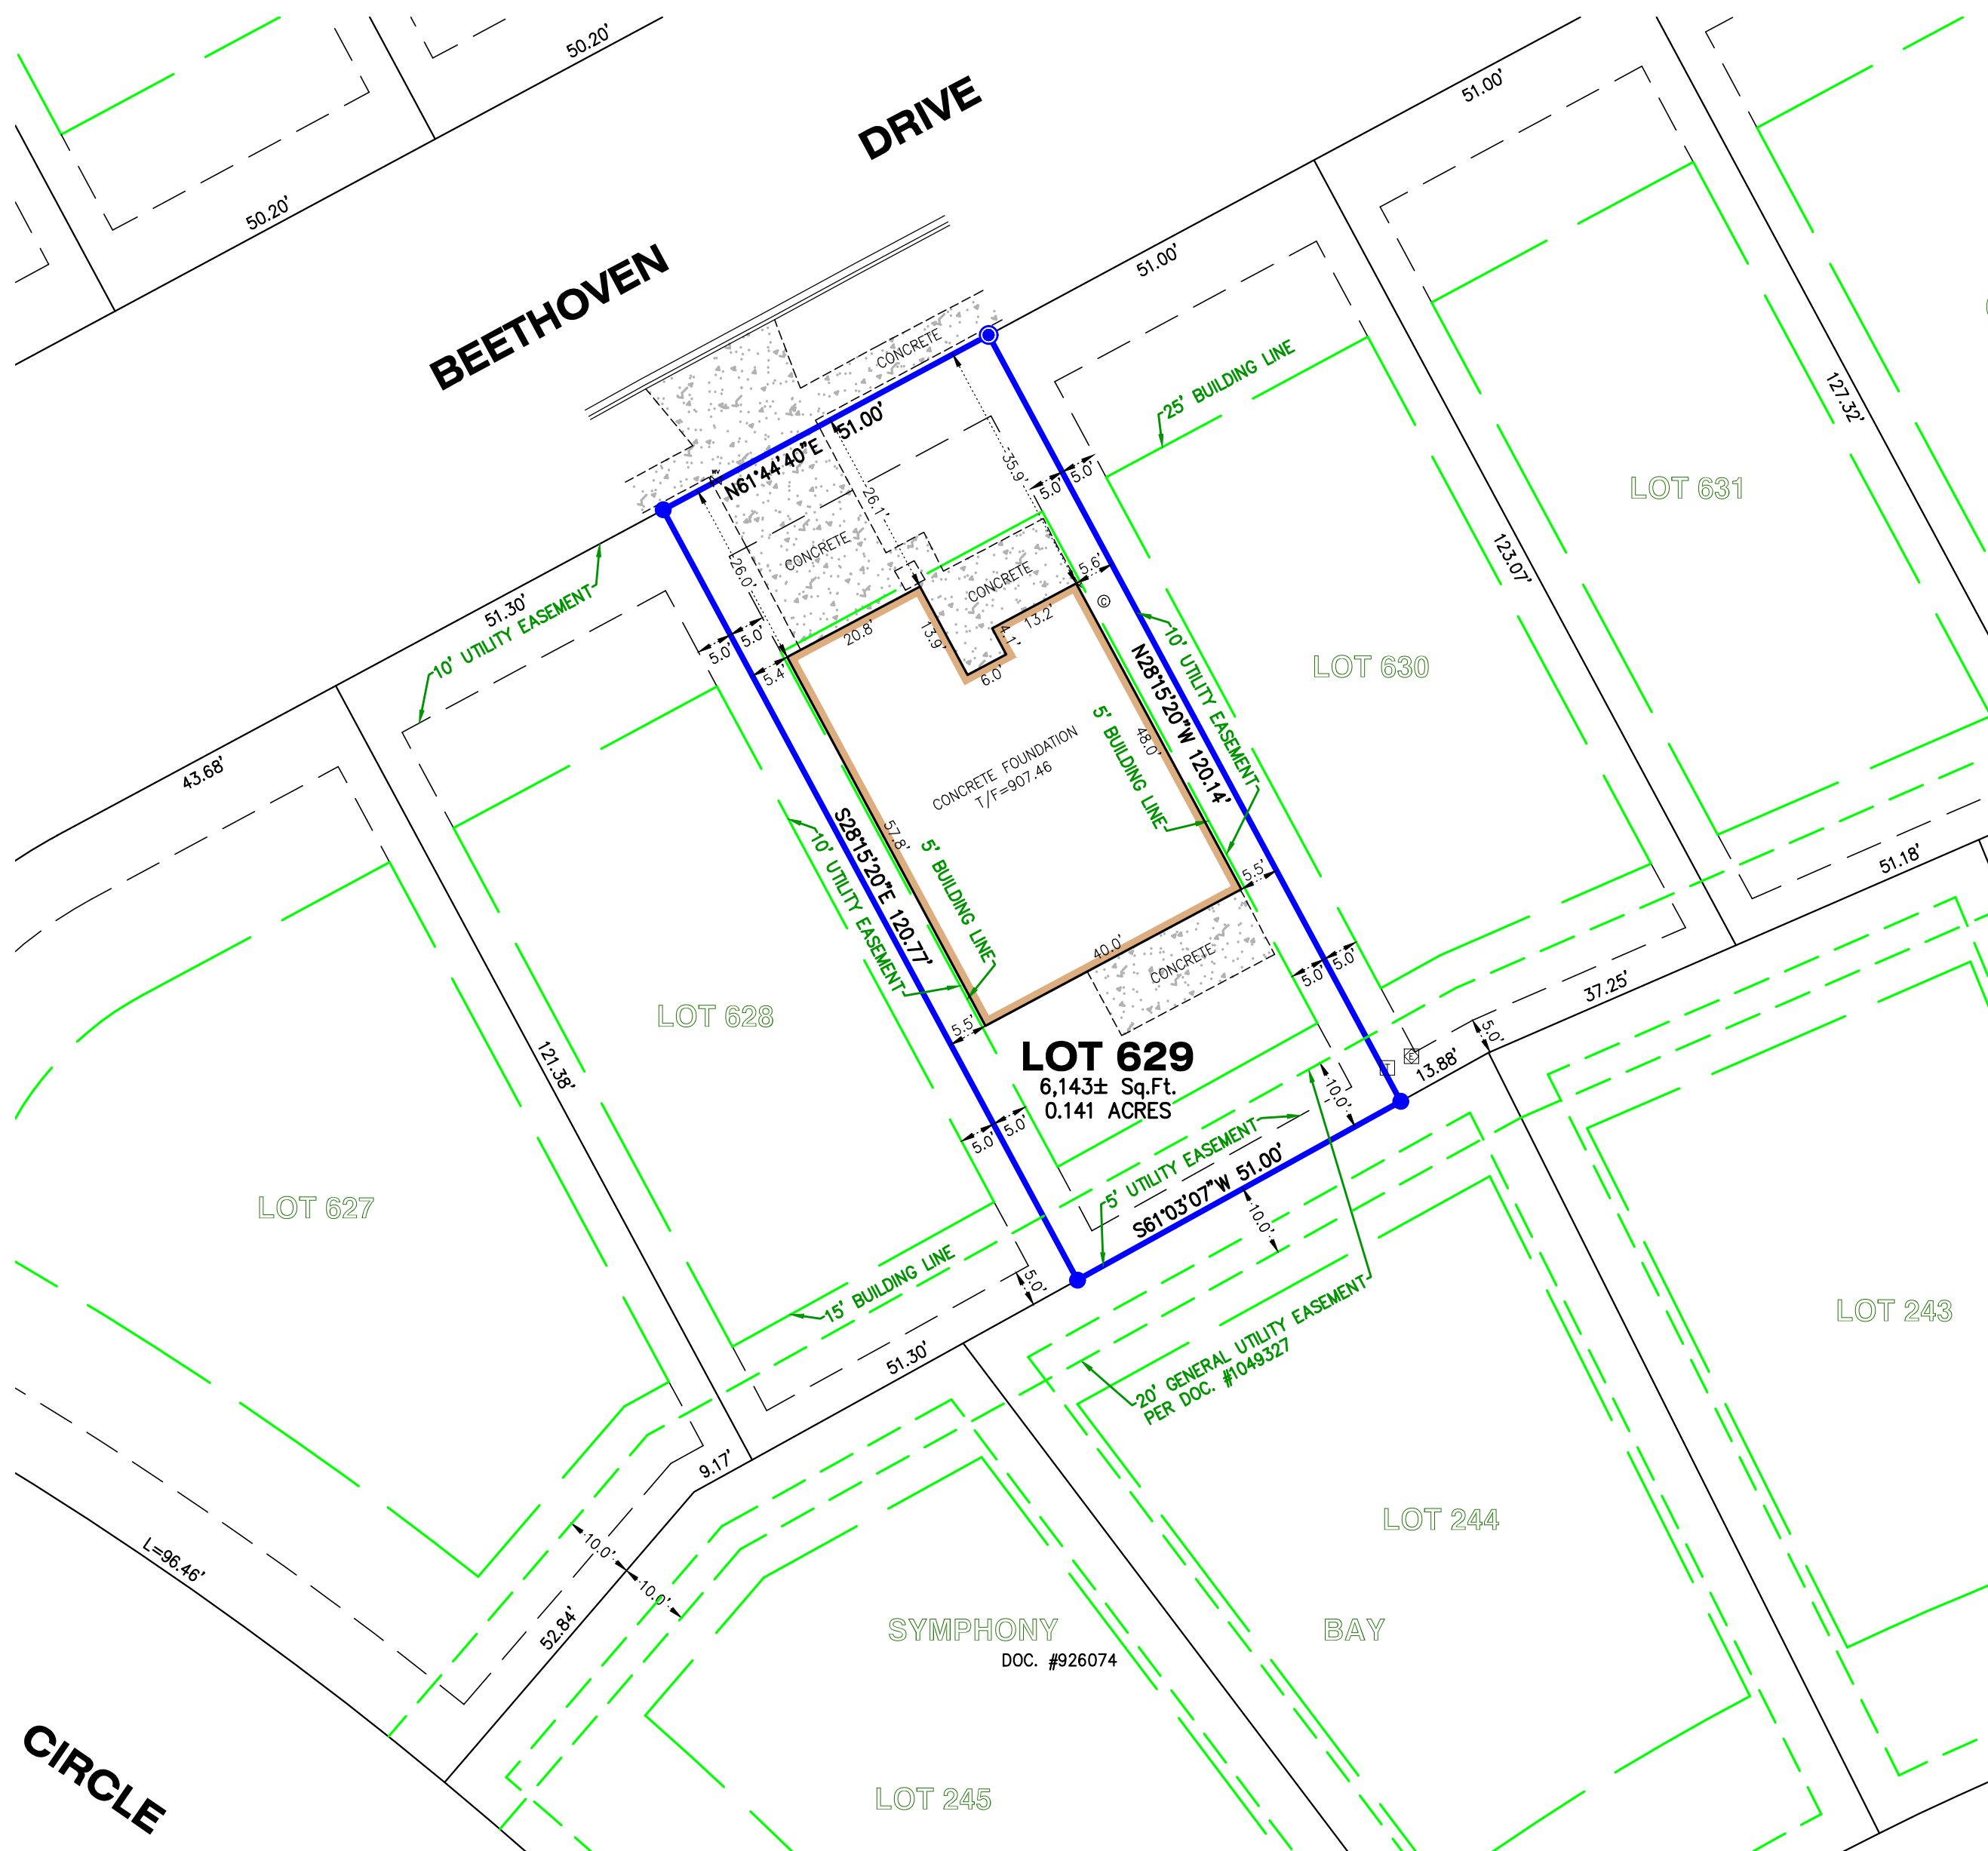 50.20'
50.20'
DRIVE
BEETHOVEN
51.00'
51.00'
CONCRETE
N61°44'40"E 51.00'
MV
25' BUILDING LINE
127.32'
LOT 631
123.07'
35.9'
5.0'
5.0'
26.1'
26.0'
CONCRETE
CONCRETE
5.6'
C
51.30'
10' UTILITY EASEMENT
5.0'
5.0'
5.4'
20.8'
13.9'
4.1'
13.2'
6.0'
LOT 630
N28°15'20"W 120.14'
10' UTILITY EASEMENT
5' BUILDING LINE
48.0'
CONCRETE FOUNDATION
T/F=907.46
43.68'
57.8'
S28°15'20"E 120.77'
10' UTILITY EASEMENT
5' BUILDING LINE
5.5'
51.18'
40.0'
CONCRETE
5.0'
5.0'
37.25'
LOT 628
5.5'
121.38'
LOT 629
6,143± Sq.Ft.
0.141 ACRES
5.0'
E
T
13.88'
10.0'
5.0'
5.0'
5' UTILITY EASEMENT
S61°03'07"W 51.00'
10.0'
LOT 627
15' BUILDING LINE
5.0'
LOT 243
20' GENERAL UTILITY EASEMENT
PER DOC. #1049327
51.30'
9.17'
LOT 244
L=96.46'
10.0'
10.0'
52.84'
SYMPHONY BAY
DOC. #926074
CIRCLE
LOT 245